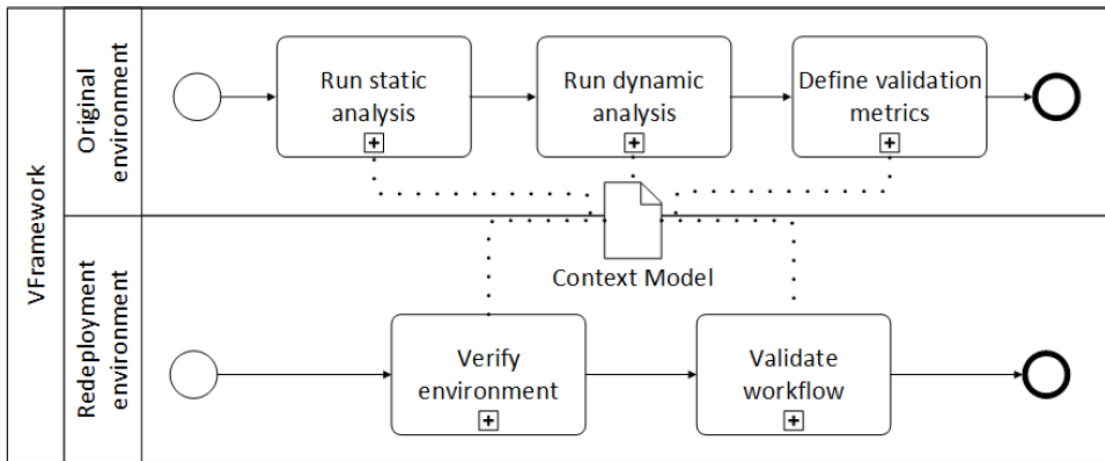 VFramework
Original
environment
Run static
analysis
Run dynamic
analysis
Define validation
metrics
Context Model
Redeployment
environment
Verify
environment
Validate
workflow